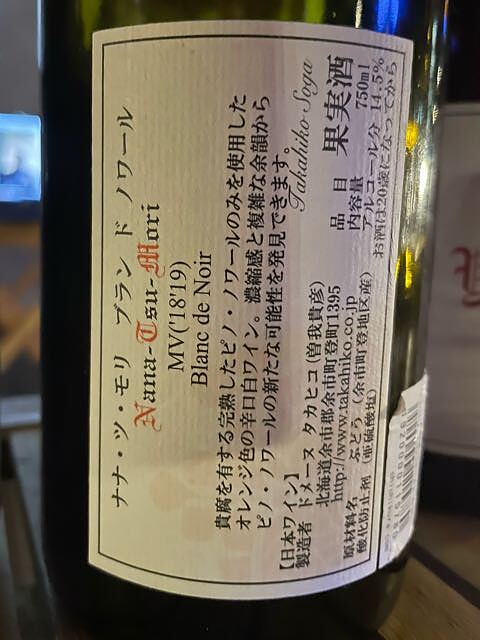 ナナ・ツ・モリ ブラン ド ノワール
Nana-Tsu-Mori
MV('18'19)
Blanc de Noir
貴腐を有する完熟したピノ・ノワールのみを使用した
オレンジ色の辛口白ワイン。濃縮感と複雑な余韻から
ピノ・ノワールの新たな可能性を発見できます。
Takahiko Soga
【日本ワイン】
製造者 ドメーヌ タカヒコ (曽我貴彦)
北海道余市郡余市町登町1395
http://www.takahiko.co.jp
原材料名 ぶどう (余市町登地区産)
酸化防止剤 (亜硫酸塩)
品目 果実酒
内容量 750ml
アルコール分 14.5%
お酒は20歳になってから